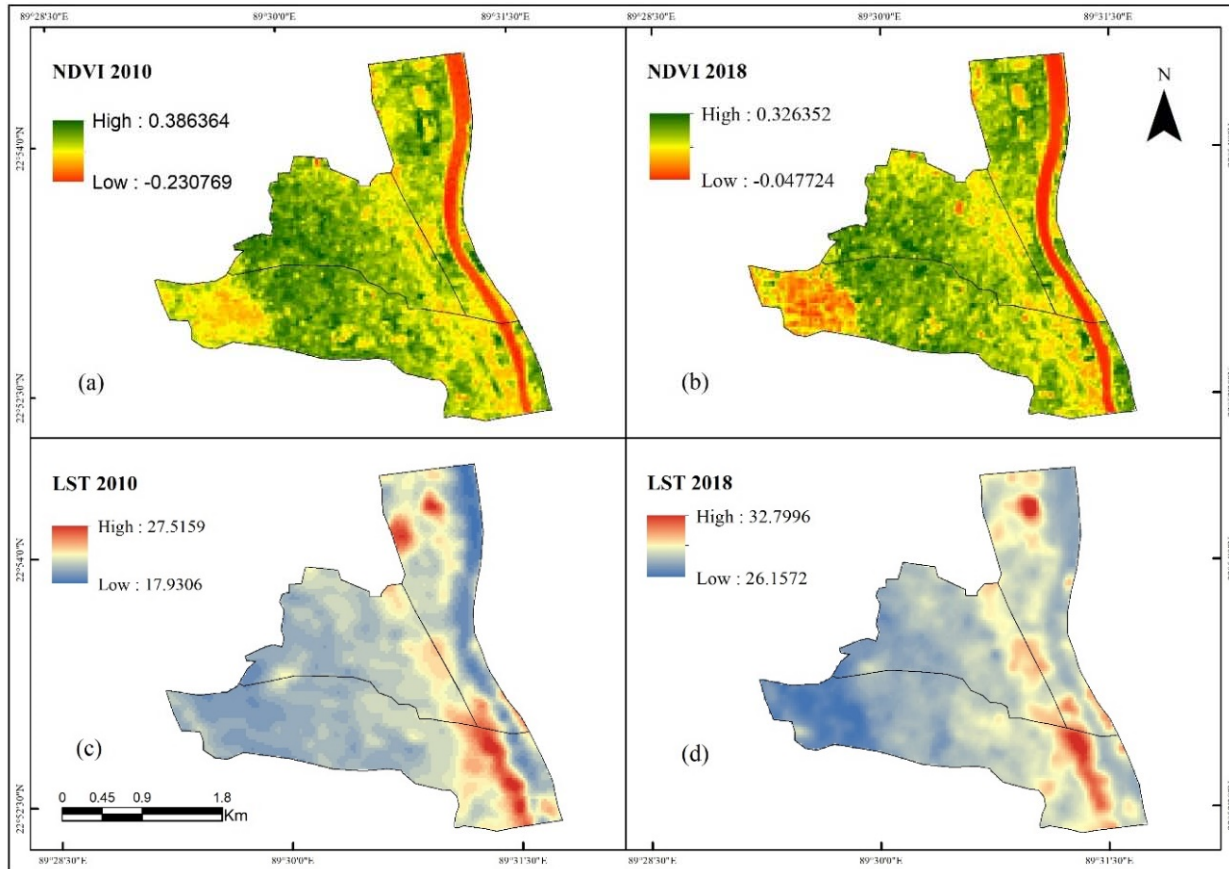 89°28'30"E 89°30'0"E 89°31'30"E 89°28'30"E 89°30'0"E 89°31'30"E
NDVI 2010
High : 0.386364
Low : -0.230769
22°54'0"N
22°52'30"N
(a)
NDVI 2018
High : 0.326352
Low : -0.047724
N
(b)
LST 2010
High : 27.5159
Low : 17.9306
22°54'0"N
22°52'30"N
(c)
0 0.45 0.9 1.8
Km
LST 2018
High : 32.7996
Low : 26.1572
(d)
89°28'30"E 89°30'0"E 89°31'30"E 89°28'30"E 89°30'0"E 89°31'30"E